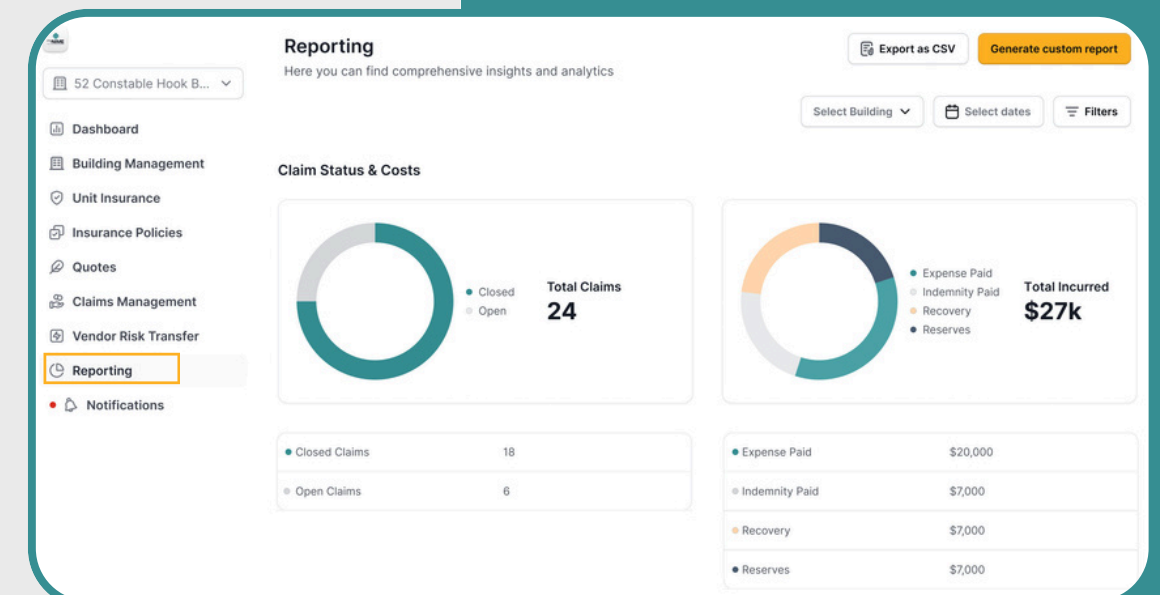 Reporting
Here you can find comprehensive insights and analytics
Export as CSV
Generate custom report
52 Constable Hook B...
Select Building
Select dates
Filters
Dashboard
Building Management
Unit Insurance
Insurance Policies
Quotes
Claims Management
Vendor Risk Transfer
Reporting
Notifications
Claim Status & Costs
Closed
Open
Total Claims
24
Expense Paid
Indemnity Paid
Recovery
Reserves
Total Incurred
$27k
Closed Claims 18
Open Claims 6
Expense Paid $20,000
Indemnity Paid $7,000
Recovery $7,000
Reserves $7,000